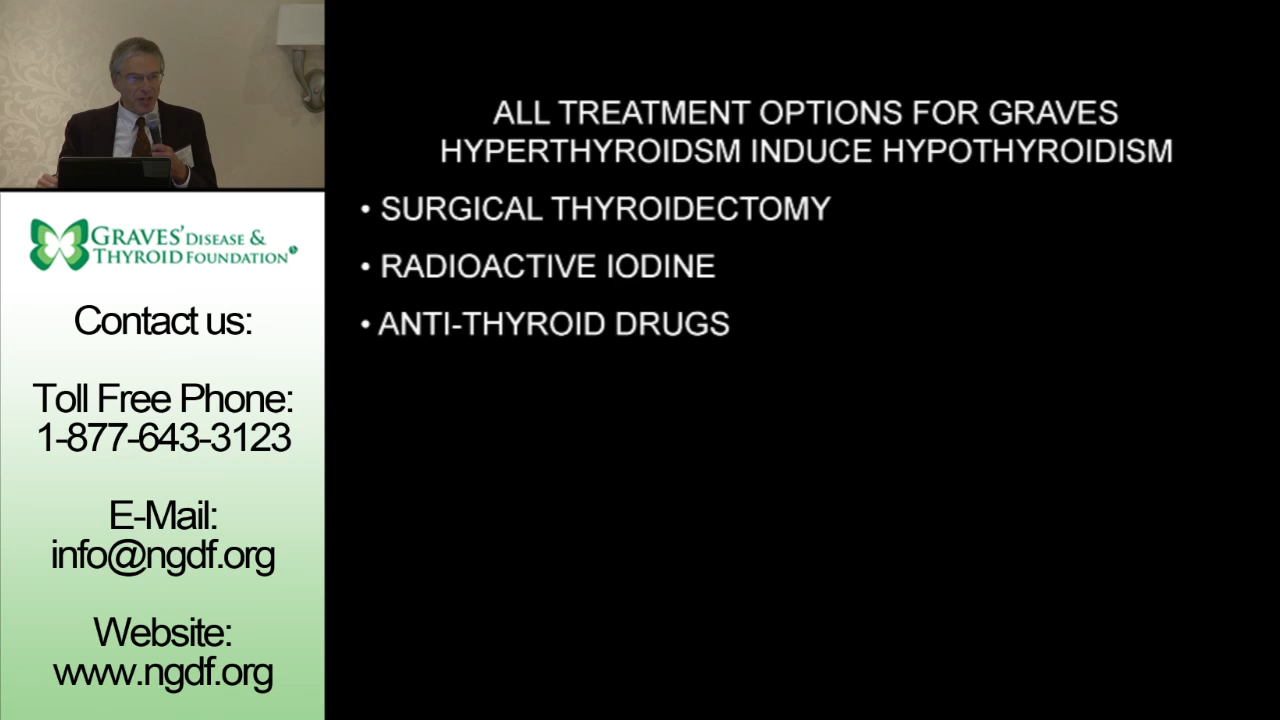 GRAVES' DISEASE &
THYROID FOUNDATION
Contact us:
Toll Free Phone:
1-877-643-3123
E-Mail:
info@ngdf.org
Website:
www.ngdf.org
ALL TREATMENT OPTIONS FOR GRAVES
HYPERTHYROIDSM INDUCE HYPOTHYROIDISM
• SURGICAL THYROIDECTOMY
• RADIOACTIVE IODINE
• ANTI-THYROID DRUGS